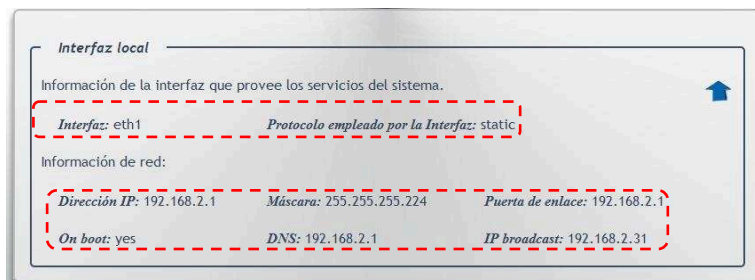 Interfaz local
Información de la interfaz que provee los servicios del sistema.
Interfaz: eth1 Protocolo empleado por la Interfaz: static
Información de red:
Dirección IP: 192.168.2.1 Máscara: 255.255.255.224 Puerta de enlace: 192.168.2.1
On boot: yes DNS: 192.168.2.1 IP broadcast: 192.168.2.31